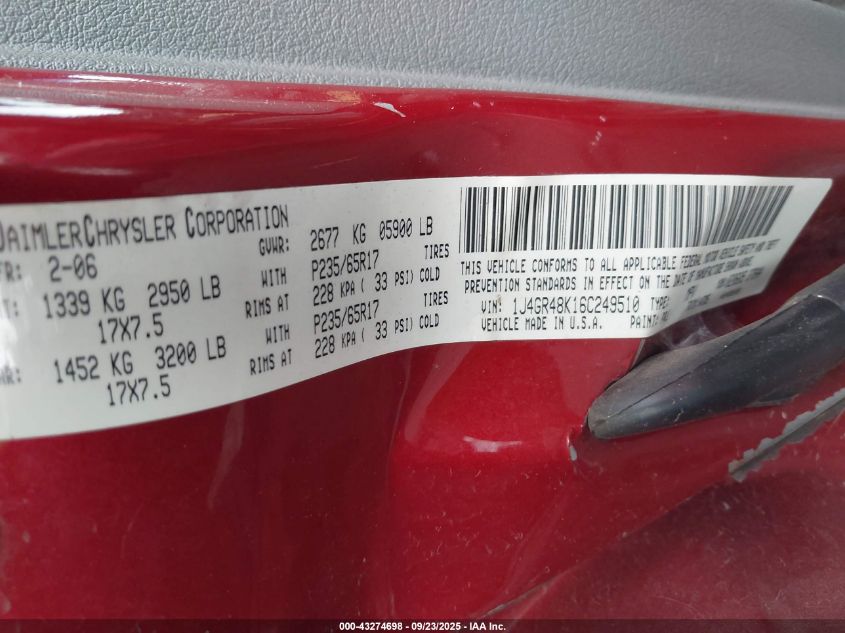 DAIMLERCHRYSLER CORPORATION
FR: 2-06 GVWR: 2677 KG 05900 LB
1339 KG 2950 LB WITH P235/65R17 TIRES
17X7.5 RIMS AT 228 KPA ( 33 PSI) COLD
1452 KG 3200 LB WITH P235/65R17 TIRES
17X7.5 RIMS AT 228 KPA ( 33 PSI) COLD
THIS VEHICLE CONFORMS TO ALL APPLICABLE FEDERAL MOTOR VEHICLE SAFETY AND THEFT
PREVENTION STANDARDS IN EFFECT ON THE DATE OF MANUFACTURE SHOWN ABOVE.
VIN: 1J4GR48K16C249510 TYPE: MPV
VEHICLE MADE IN U.S.A. PAINT:
000-43274698 - 09/23/2025 - IAA Inc.